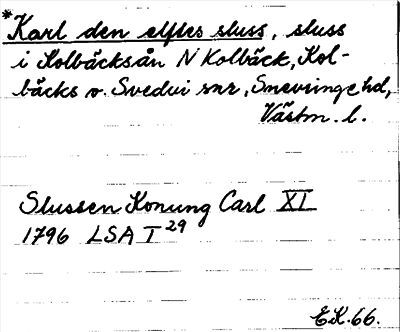 *Karl den elftes sluss, sluss
i Kolbäcksån N Kolbäck, Kol-
bäcks o. Svedvi snr, Snevringe hd,
Västm. l.
Slussen Konung Carl XI
1796 LSA T 29
E.K. 66.